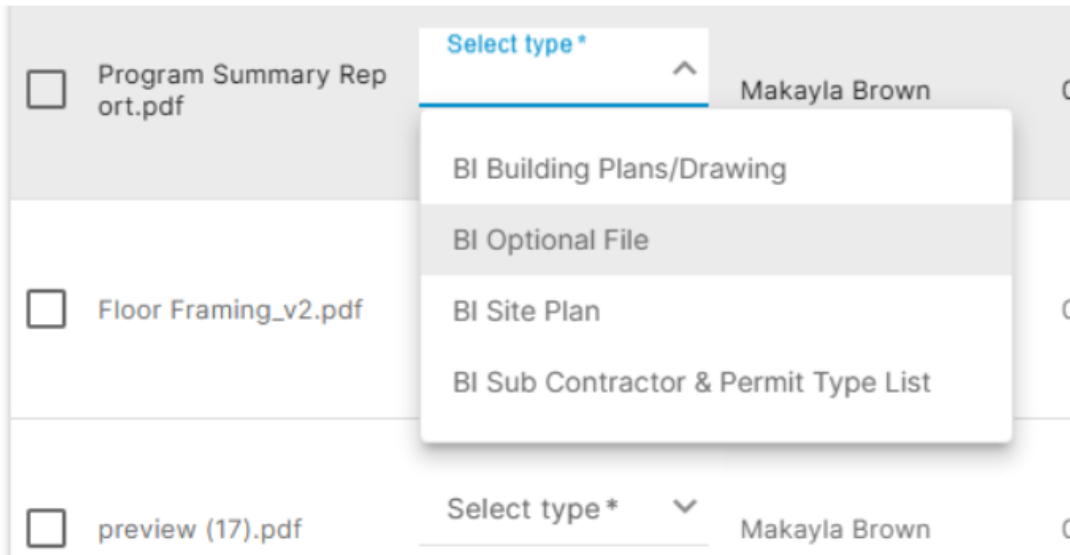 Select type *
Program Summary Rep
ort.pdf
Makayla Brown
BI Building Plans/Drawing
BI Optional File
Floor Framing_v2.pdf
BI Site Plan
BI Sub Contractor & Permit Type List
Select type *
preview (17).pdf
Makayla Brown